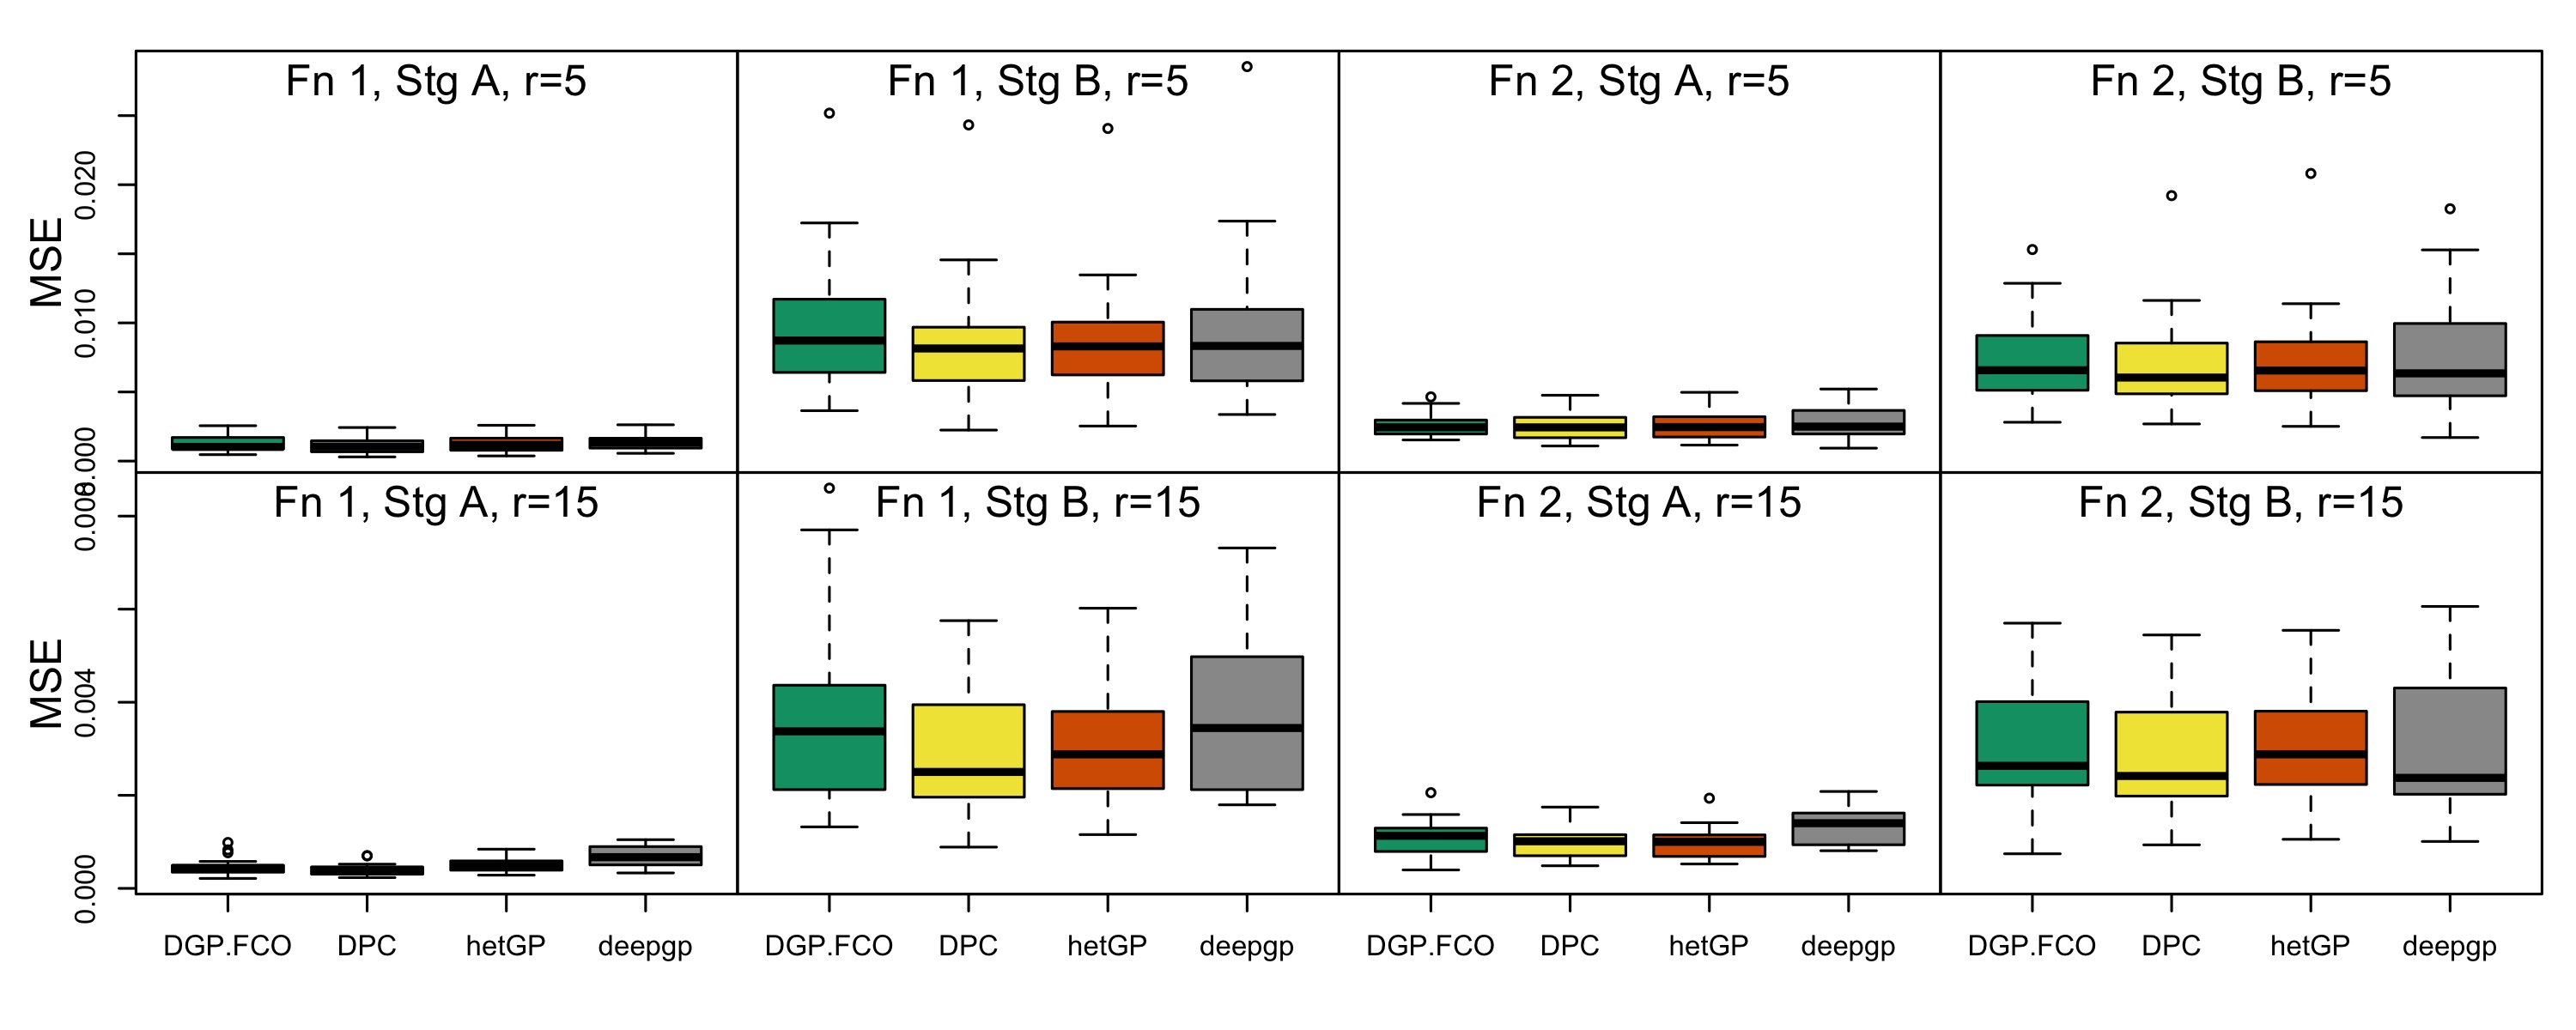 Fn 1, Stg A, r=5
Fn 1, Stg B, r=5
Fn 2, Stg A, r=5
Fn 2, Stg B, r=5
MSE
0.020
0.010
0.000
Fn 1, Stg A, r=15
Fn 1, Stg B, r=15
Fn 2, Stg A, r=15
Fn 2, Stg B, r=15
MSE
0.008
0.004
0.000
DGP.FCO DPC hetGP deepgp
DGP.FCO DPC hetGP deepgp
DGP.FCO DPC hetGP deepgp
DGP.FCO DPC hetGP deepgp